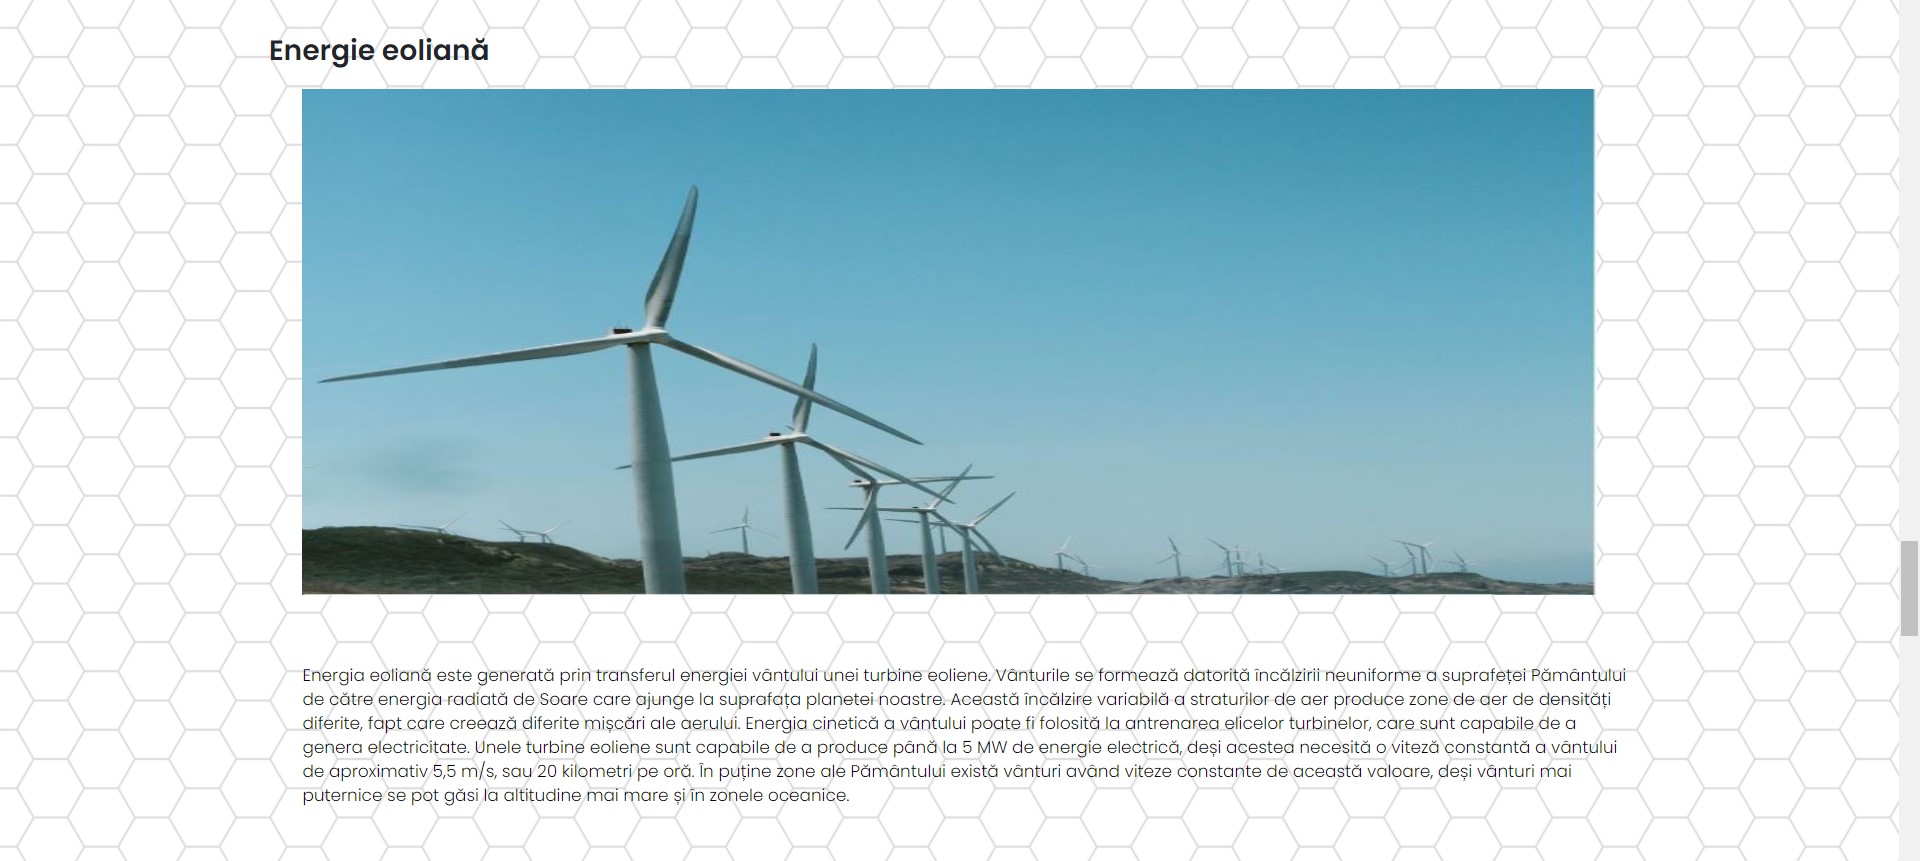 Energie eoliană
Energia eoliană este generată prin transferul energiei vântului unei turbine eoliene. Vânturile se formează datorită încălzirii neuniforme a suprafeței Pământului
de către energia radiată de Soare care ajunge la suprafața planetei noastre. Această încălzire variabilă a straturilor de aer produce zone de aer de densități
diferite, fapt care creează diferite mișcări ale aerului. Energia cinetică a vântului poate fi folosită la antrenarea elicelor turbinelor, care sunt capabile de a
genera electricitate. Unele turbine eoliene sunt capabile de a produce până la 5 MW de energie electrică, deși acestea necesită o viteză constantă a vântului
de aproximativ 5,5 m/s, sau 20 kilometri pe oră. În puține zone ale Pământului există vânturi având viteze constante de această valoare, deși vânturi mai
puternice se pot găsi la altitudine mai mare și în zonele oceanice.